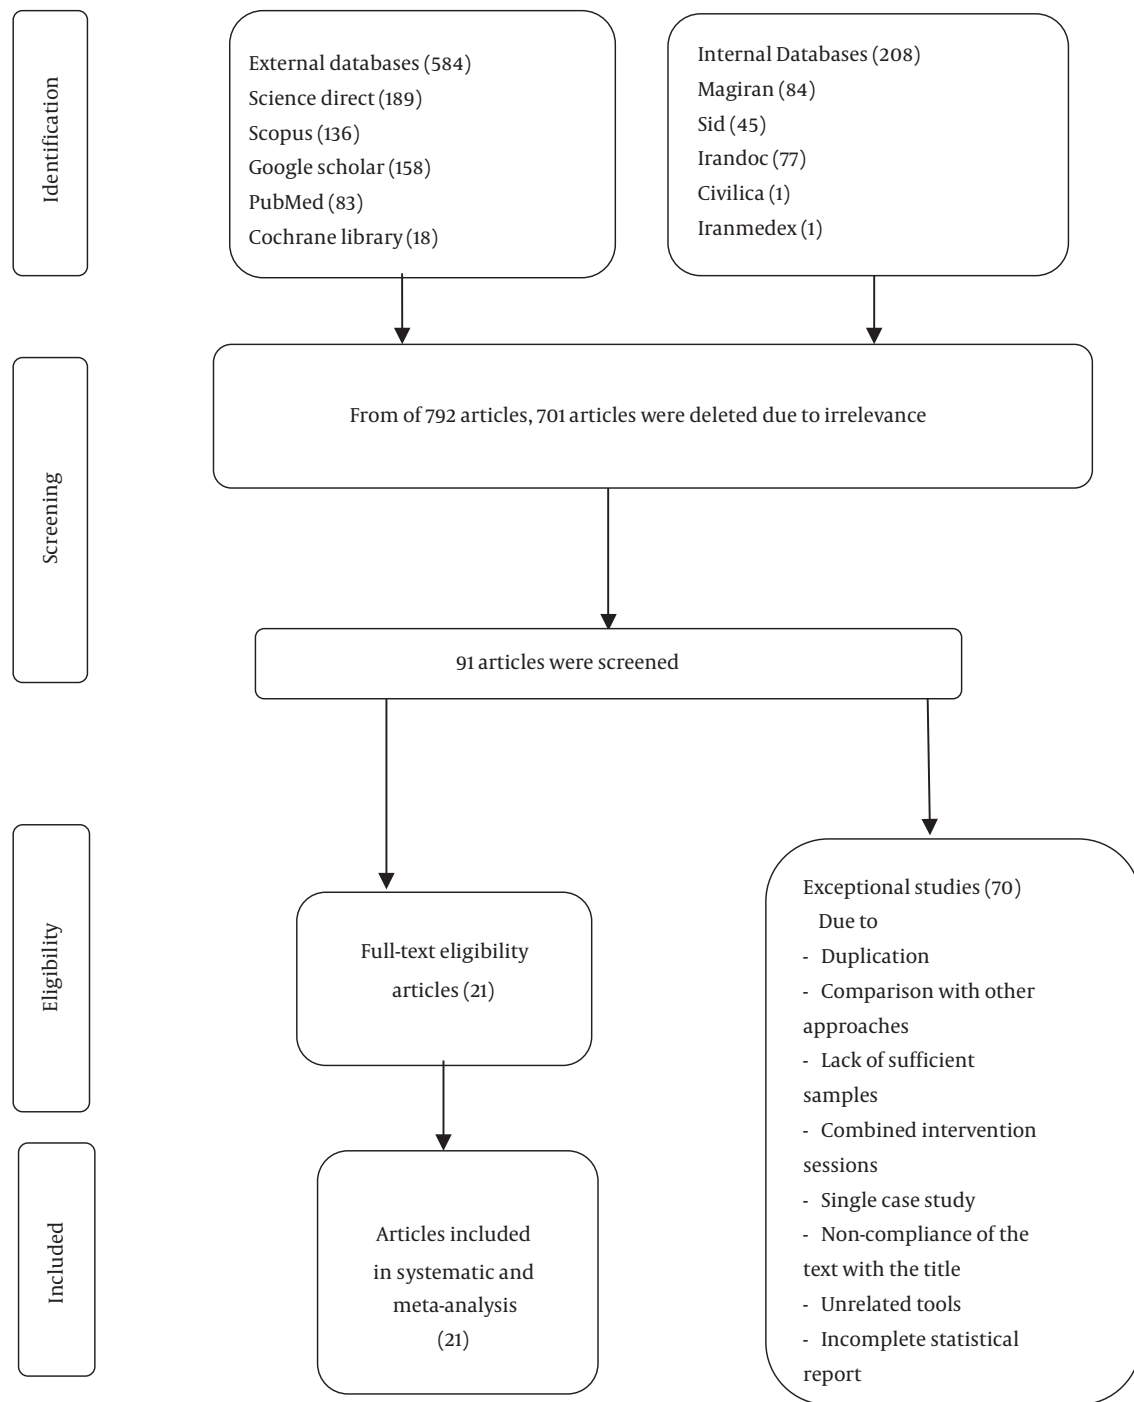 Identification
External databases (584)
Science direct (189)
Scopus (136)
Google scholar (158)
PubMed (83)
Cochrane library (18)
Internal Databases (208)
Magiran (84)
Sid (45)
Irandoc (77)
Civilica (1)
Iranmedex (1)
Screening
From of 792 articles, 701 articles were deleted due to irrelevance
91 articles were screened
Eligibility
Full-text eligibility
articles (21)
Exceptional studies (70)
Due to
- Duplication
- Comparison with other
approaches
- Lack of sufficient
samples
- Combined intervention
sessions
- Single case study
- Non-compliance of the
text with the title
- Unrelated tools
- Incomplete statistical
report
Included
Articles included
in systematic and
meta-analysis
(21)